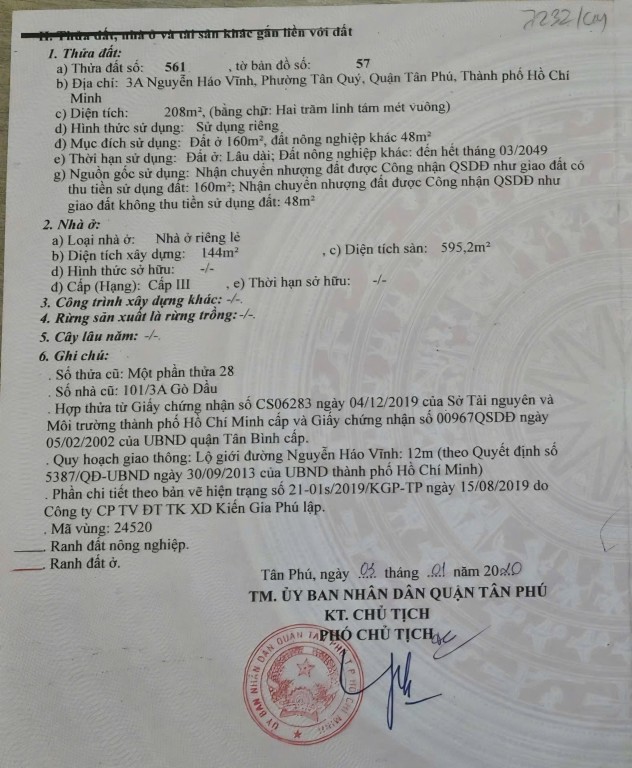 7232/Cm
II. Thửa đất, nhà ở và tài sản khác gắn liền với đất
1. Thửa đất:
a) Thửa đất số: 561 , tờ bản đồ số: 57
b) Địa chỉ: 3A Nguyễn Háo Vĩnh, Phường Tân Quý, Quận Tân Phú, Thành phố Hồ Chí
Minh
c) Diện tích: 208m², (bằng chữ: Hai trăm linh tám mét vuông)
d) Hình thức sử dụng: Sử dụng riêng
đ) Mục đích sử dụng: Đất ở 160m², đất nông nghiệp khác 48m²
e) Thời hạn sử dụng: Đất ở: Lâu dài; Đất nông nghiệp khác: đến hết tháng 03/2049
g) Nguồn gốc sử dụng: Nhận chuyển nhượng đất được Công nhận QSDĐ như giao đất có
thu tiền sử dụng đất: 160m²; Nhận chuyển nhượng đất được Công nhận QSDĐ như
giao đất không thu tiền sử dụng đất: 48m²
2. Nhà ở:
a) Loại nhà ở: Nhà ở riêng lẻ
b) Diện tích xây dựng: 144m² , c) Diện tích sàn: 595,2m²
d) Hình thức sở hữu: -/-
đ) Cấp (Hạng): Cấp III , e) Thời hạn sở hữu: -/-
3. Công trình xây dựng khác: -/-.
4. Rừng sản xuất là rừng trồng: -/-.
5. Cây lâu năm: -/-.
6. Ghi chú:
. Số thửa cũ: Một phần thửa 28
. Số nhà cũ: 101/3A Gò Dầu
. Hợp thửa từ Giấy chứng nhận số CS06283 ngày 04/12/2019 của Sở Tài nguyên và
Môi trường thành phố Hồ Chí Minh cấp và Giấy chứng nhận số 00967QSDĐ ngày
05/02/2002 của UBND quận Tân Bình cấp.
. Quy hoạch giao thông: Lộ giới đường Nguyễn Háo Vĩnh: 12m (theo Quyết định số
5387/QĐ-UBND ngày 30/09/2013 của UBND thành phố Hồ Chí Minh)
. Phần chi tiết theo bản vẽ hiện trạng số 21-01s/2019/KGP-TP ngày 15/08/2019 do
Công ty CP TV ĐT TK XD Kiến Gia Phú lập.
. Mã vùng: 24520
. Ranh đất nông nghiệp.
. Ranh đất ở.
Tân Phú, ngày 03 tháng 01 năm 2020
TM. ỦY BAN NHÂN DÂN QUẬN TÂN PHÚ
KT. CHỦ TỊCH
PHÓ CHỦ TỊCH
ỦY BAN NHÂN DÂN QUẬN TÂN PHÚ T.P HỒ CHÍ MINH